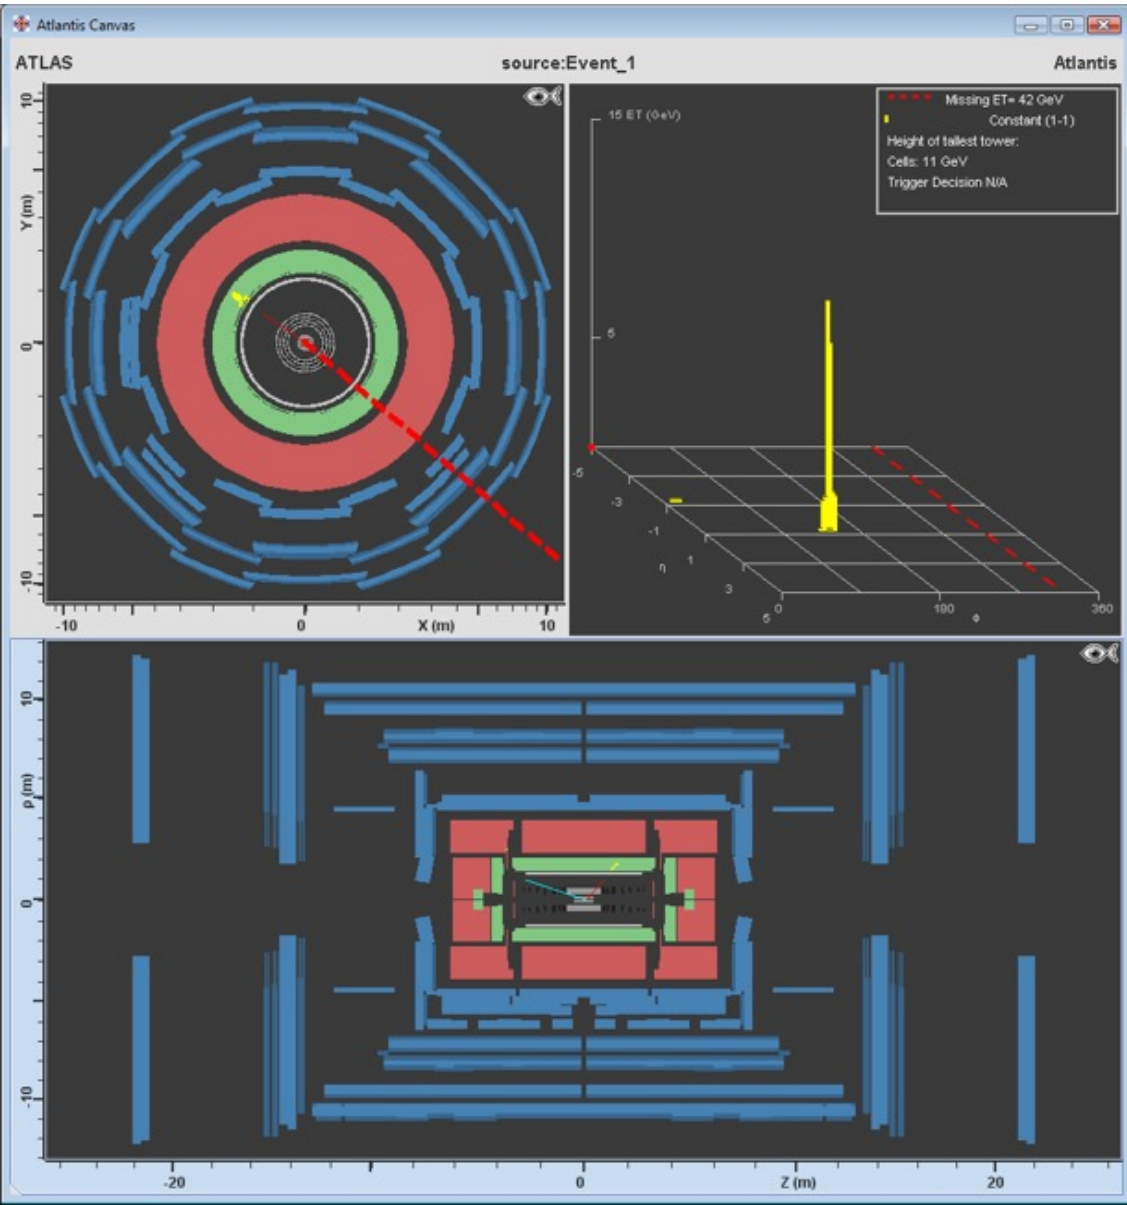 Atlantis Canvas
ATLAS source:Event_1 Atlantis
10
Y (m)
0
-10
-10 0 X (m) 10
15 ET (GeV)
5
Missing ET= 42 GeV
Constant (1-1)
Height of tallest tower:
Cells: 11 GeV
Trigger Decision N/A
-5
-3
-1
η 1
3
5 0 180 Φ 360
10
ρ (m)
0
-10
-20 0 Z (m) 20